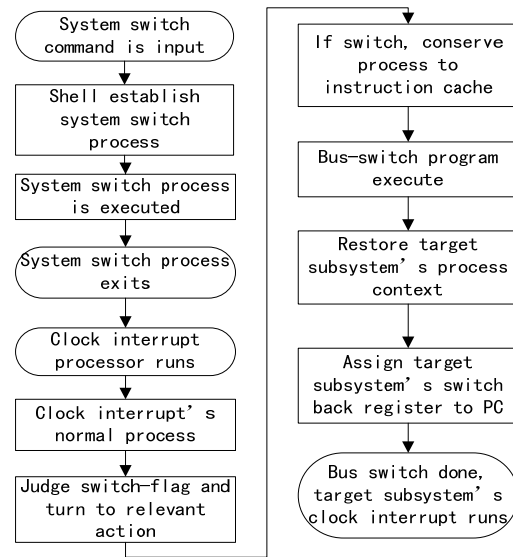 System switch
command is input
Shell establish
system switch
process
System switch process
is executed
System switch process
exits
Clock interrupt
processor runs
Clock interrupt’s
normal process
Judge switch-flag and
turn to relevant
action
If switch, conserve
process to
instruction cache
Bus-switch program
execute
Restore target
subsystem’s process
context
Assign target
subsystem’s switch
back register to PC
Bus switch done,
target subsystem’s
clock interrupt runs